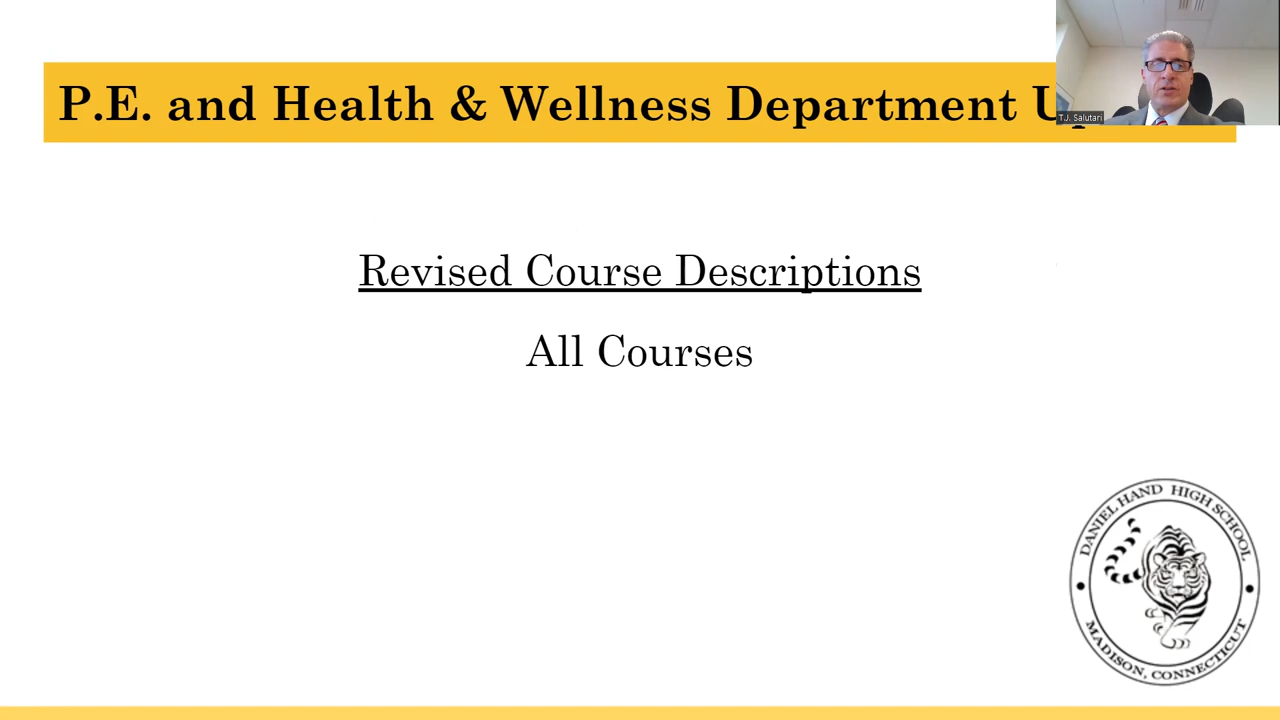 P.E. and Health & Wellness Department
T.J. Salutari
Revised Course Descriptions
All Courses
DANIEL HAND HIGH SCHOOL
MADISON, CONNECTICUT